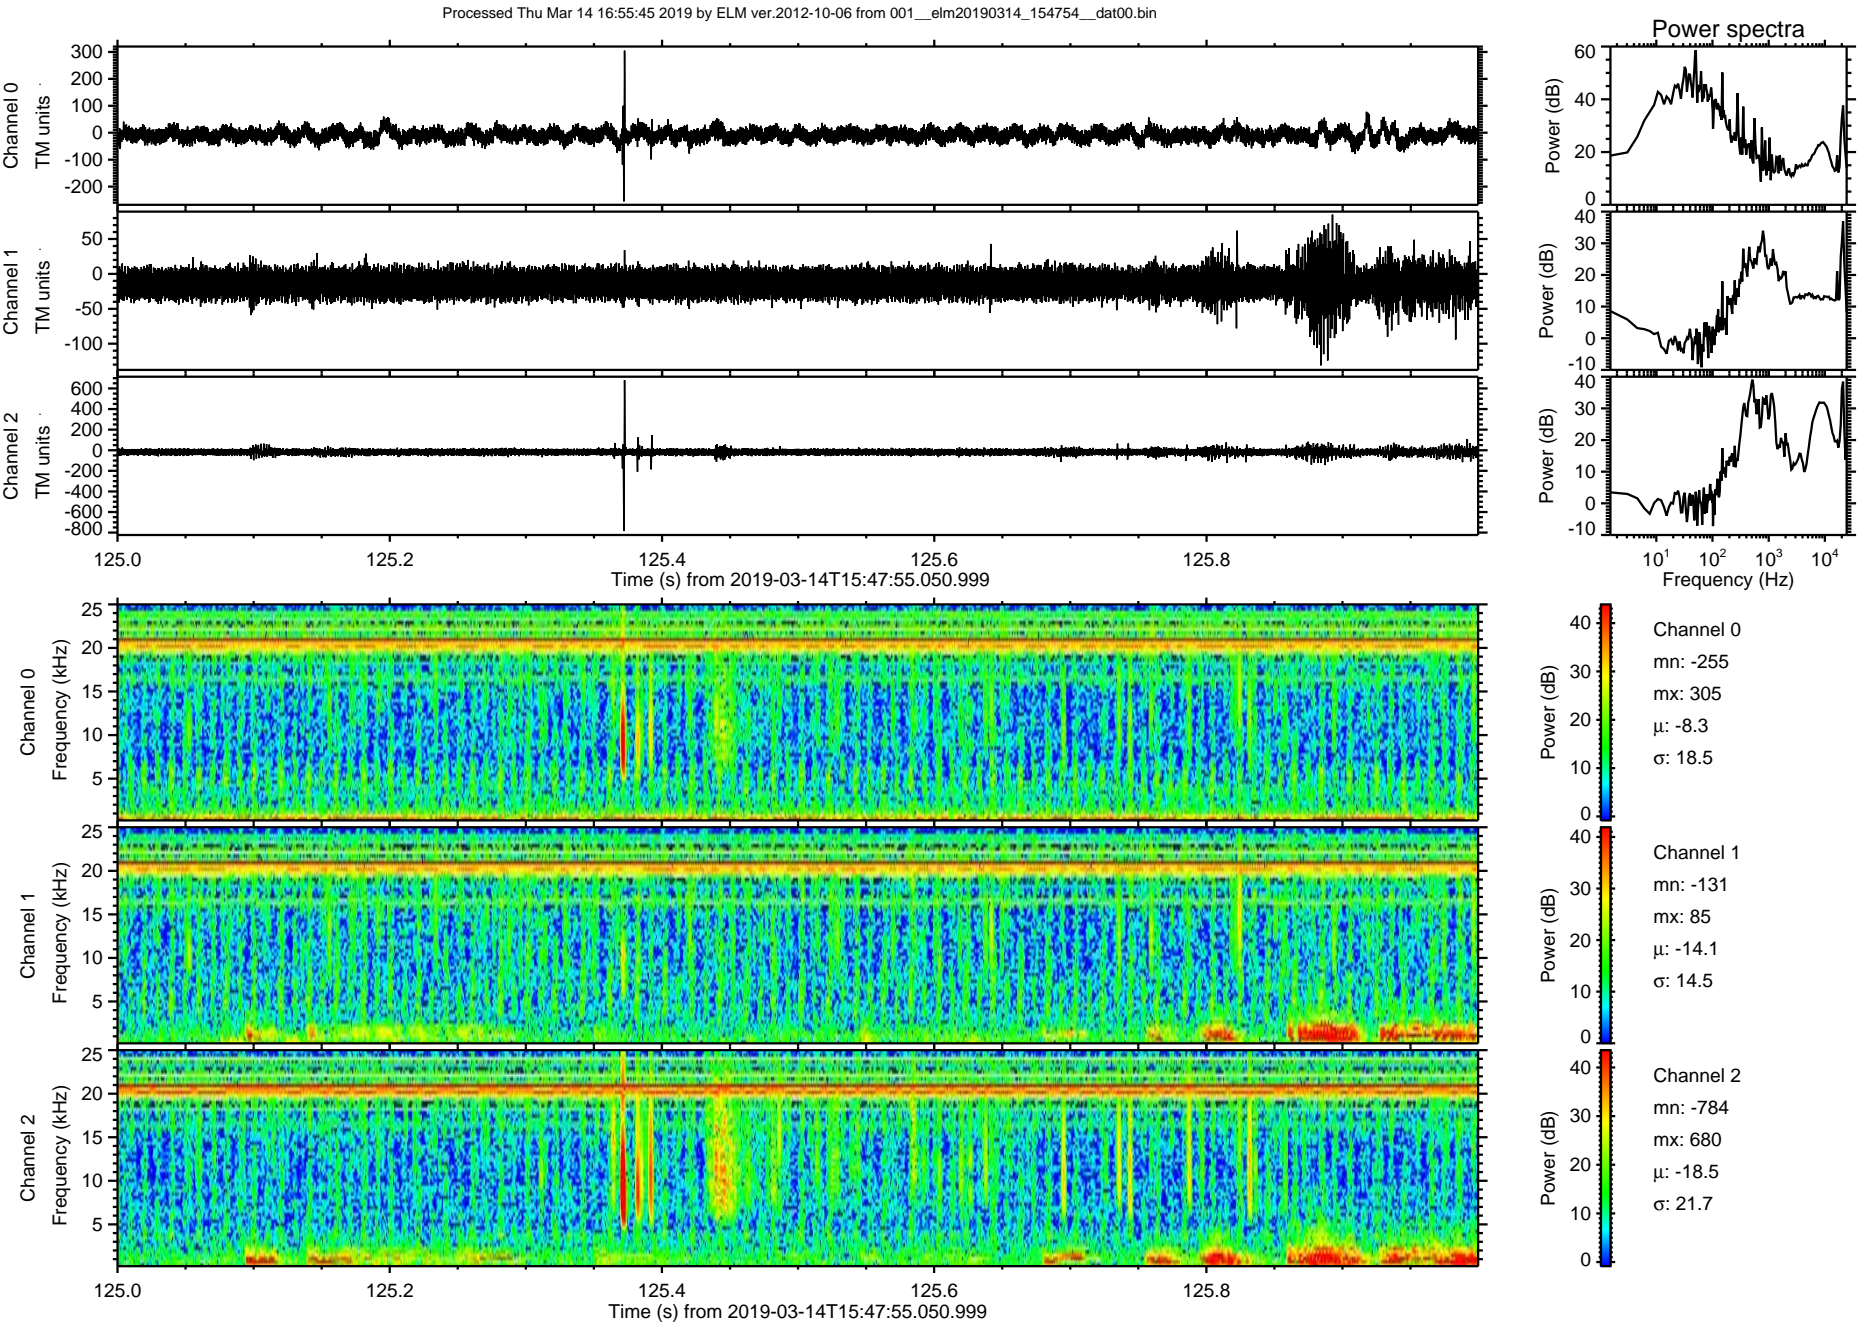 Processed Thu Mar 14 16:55:45 2019 by ELM ver.2012-10-06 from 001__elm20190314_154754__dat00.bin
Power spectra
Channel 0
TM units
300
200
100
0
-100
-200
Power (dB)
60
40
20
0
Channel 1
TM units
50
0
-50
-100
Power (dB)
40
30
20
10
0
-10
Channel 2
TM units
600
400
200
0
-200
-400
-600
-800
Power (dB)
40
30
20
10
0
-10
125.0 125.2 125.4 125.6 125.8
Time (s) from 2019-03-14T15:47:55.050.999
10¹ 10² 10³ 10⁴
Frequency (Hz)
Channel 0
Frequency (kHz)
25
20
15
10
5
Power (dB)
40
30
20
10
0
Channel 0
mn: -255
mx: 305
μ: -8.3
σ: 18.5
Channel 1
Frequency (kHz)
25
20
15
10
5
Power (dB)
40
30
20
10
0
Channel 1
mn: -131
mx: 85
μ: -14.1
σ: 14.5
Channel 2
Frequency (kHz)
25
20
15
10
5
Power (dB)
40
30
20
10
0
Channel 2
mn: -784
mx: 680
μ: -18.5
σ: 21.7
125.0 125.2 125.4 125.6 125.8
Time (s) from 2019-03-14T15:47:55.050.999